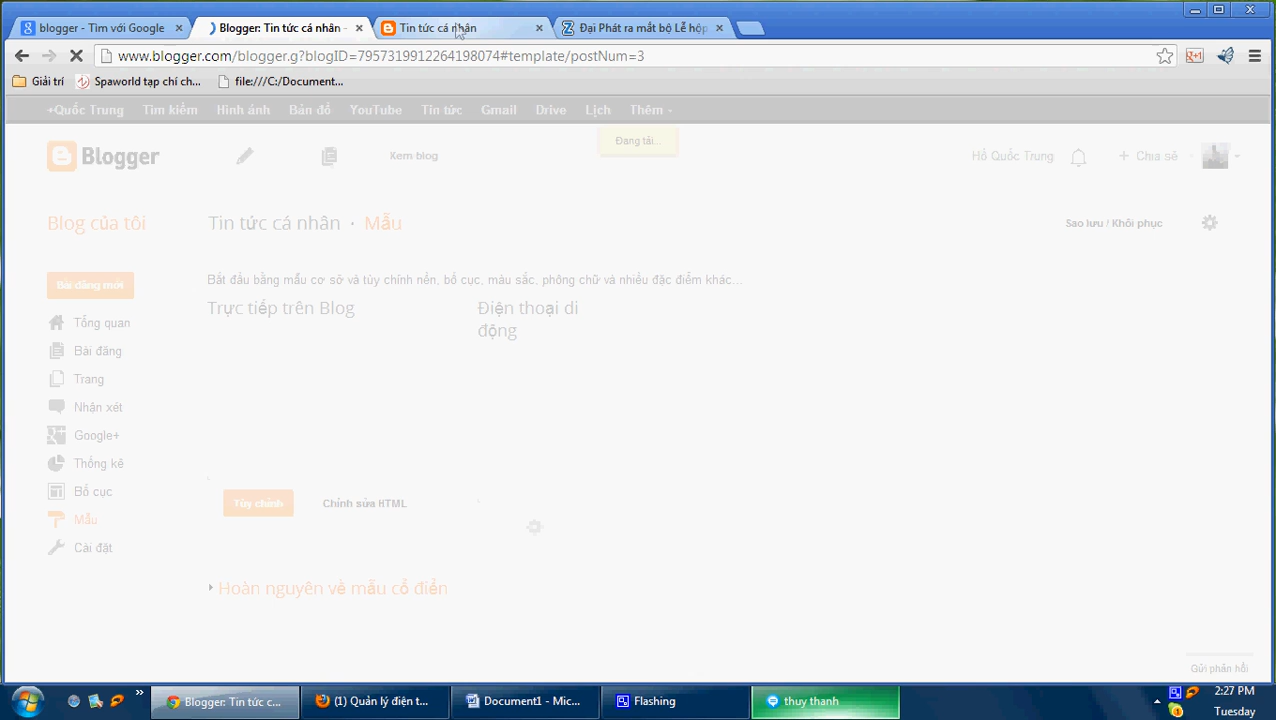 blogger - Tìm với Google
Blogger: Tin tức cá nhân -
Tin tức cá nhân
Đại Phát ra mắt bộ Lễ hộp
www.blogger.com/blogger.g?blogID=7957319912264198074#template/postNum=3
Giải trí
Spaworld tạp chí ch...
file:///C:/Document...
+Quốc Trung
Tìm kiếm
Hình ảnh
Bản đồ
YouTube
Tin tức
Gmail
Drive
Lịch
Thêm
Đang tải...
Blogger
Xem blog
Hồ Quốc Trung
+ Chia sẻ
Blog của tôi
Tin tức cá nhân · Mẫu
Sao lưu / Khôi phục
Bắt đầu bằng mẫu cơ sở và tùy chỉnh nền, bố cục, màu sắc, phông chữ và nhiều đặc điểm khác...
Bài đăng mới
Trực tiếp trên Blog
Điện thoại di
động
Tổng quan
Bài đăng
Trang
Nhận xét
Google+
Thống kê
Bố cục
Mẫu
Cài đặt
Tùy chỉnh
Chỉnh sửa HTML
Hoàn nguyên về mẫu cổ điển
Gửi phản hồi
Blogger: Tin tức c...
(1) Quản lý điện t...
Document1 - Mic...
Flashing
thuy thanh
2:27 PM
Tuesday